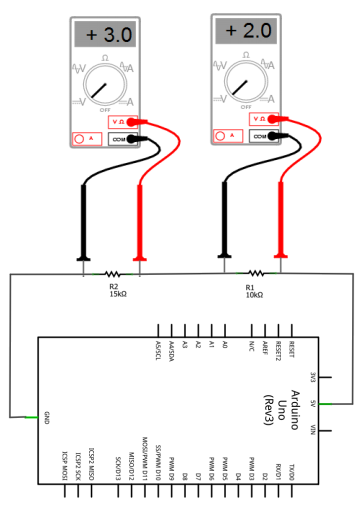 + 3.0
+ 2.0
Ω
Ω
V
A
V
A
V
A
V
A
OFF
OFF
V Ω
V Ω
A
COM
A
COM
R2
15kΩ
R1
10kΩ
A5/SCL
A4/SDA
A3
A2
A1
A0
N/C
AREF
RESET2
RESET
3V3
5V
VIN
GND
Arduino
Uno
(Rev3)
ICSP MOSI
ICSP2 SCK
ICSP2 MISO
SCK/D13
MISO/D12
MOSI/PWM D11
SS/PWM D10
PWM D9
D8
D7
PWM D6
PWM D5
D4
PWM D3
D2
RX/D1
TX/D0